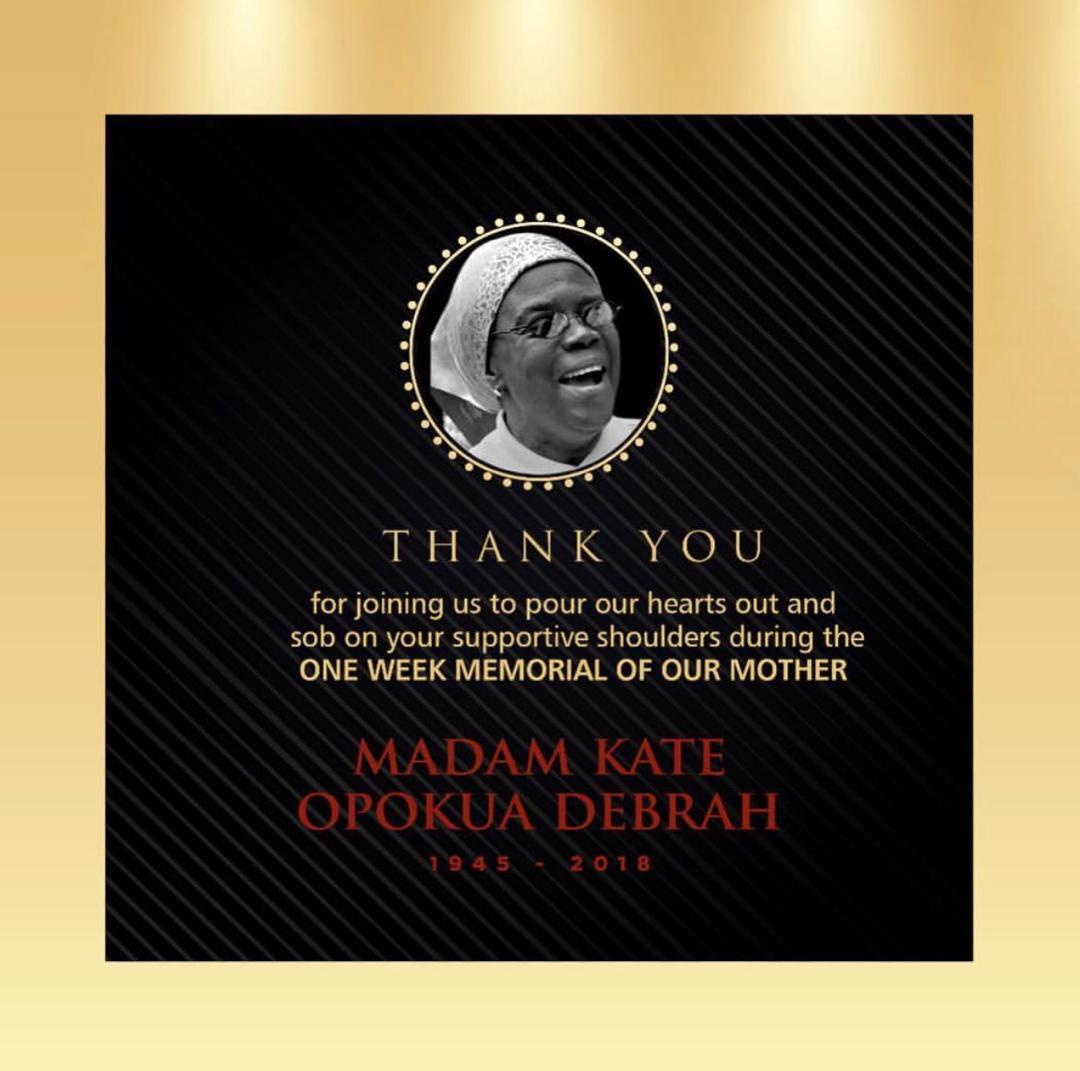 THANK YOU
for joining us to pour our hearts out and
sob on your supportive shoulders during the
ONE WEEK MEMORIAL OF OUR MOTHER
MADAM KATE
OPOKUA DEBRAH
1945 - 2018